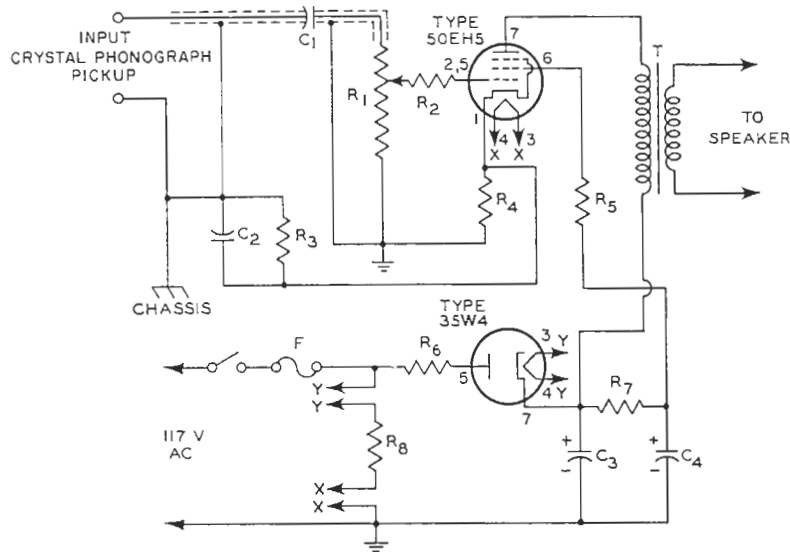 INPUT
CRYSTAL PHONOGRAPH
PICKUP
C1
R1
R2
TYPE
50EH5
7
2,5
6
1
4
3
X
X
T
TO
SPEAKER
R4
R5
C2
R3
CHASSIS
TYPE
35W4
F
R6
5
3
Y
4
Y
7
R7
Y
Y
R8
117 V
AC
X
X
+
-
C3
+
-
C4